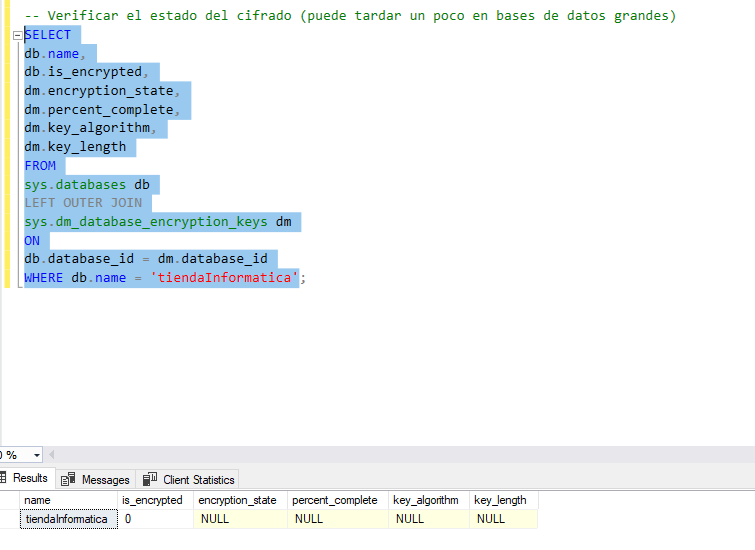 -- Verificar el estado del cifrado (puede tardar un poco en bases de datos grandes)
SELECT
db.name,
db.is_encrypted,
dm.encryption_state,
dm.percent_complete,
dm.key_algorithm,
dm.key_length
FROM
sys.databases db
LEFT OUTER JOIN
sys.dm_database_encryption_keys dm
ON
db.database_id = dm.database_id
WHERE db.name = 'tiendaInformatica';
0 %
Results Messages Client Statistics
name is_encrypted encryption_state percent_complete key_algorithm key_length
tiendaInformatica 0 NULL NULL NULL NULL